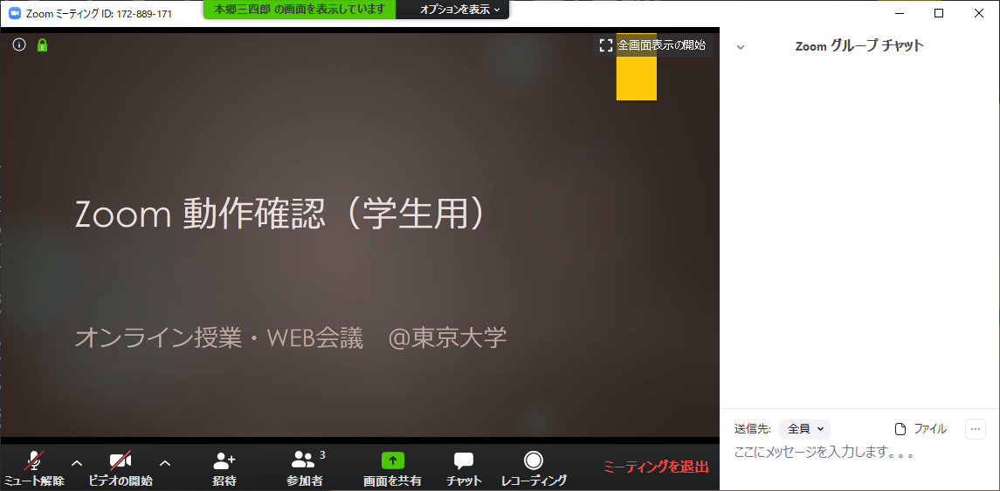 Zoom ミーティング ID: 172-889-171
本郷三四郎 の画面を表示しています
オプションを表示
全画面表示の開始
E
Zoom 動作確認（学生用）
オンライン授業・WEB会議　@東京大学
ミュート解除
ビデオの開始
招待
3
参加者
画面を共有
チャット
レコーディング
ミーティングを退出
Zoom グループ チャット
送信先:
全員
ファイル
...
ここにメッセージを入力します。。。